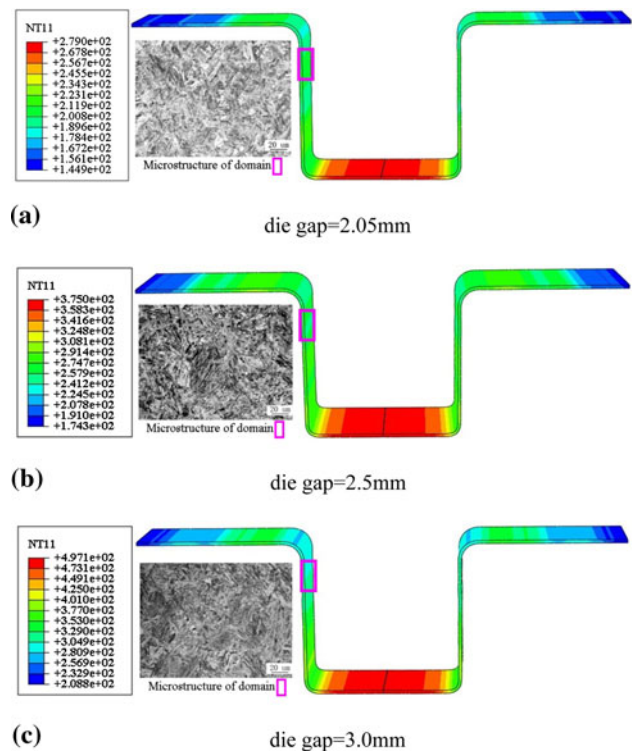 NT11
+2.790e+02
+2.678e+02
+2.567e+02
+2.455e+02
+2.343e+02
+2.231e+02
+2.119e+02
+2.008e+02
+1.896e+02
+1.784e+02
+1.672e+02
+1.561e+02
+1.449e+02
20 um
Microstructure of domain
(a)
die gap=2.05mm
NT11
+3.750e+02
+3.583e+02
+3.416e+02
+3.248e+02
+3.081e+02
+2.914e+02
+2.747e+02
+2.579e+02
+2.412e+02
+2.245e+02
+2.078e+02
+1.910e+02
+1.743e+02
20 um
Microstructure of domain
(b)
die gap=2.5mm
NT11
+4.971e+02
+4.731e+02
+4.491e+02
+4.250e+02
+4.010e+02
+3.770e+02
+3.530e+02
+3.290e+02
+3.049e+02
+2.809e+02
+2.569e+02
+2.329e+02
+2.088e+02
20 um
Microstructure of domain
(c)
die gap=3.0mm